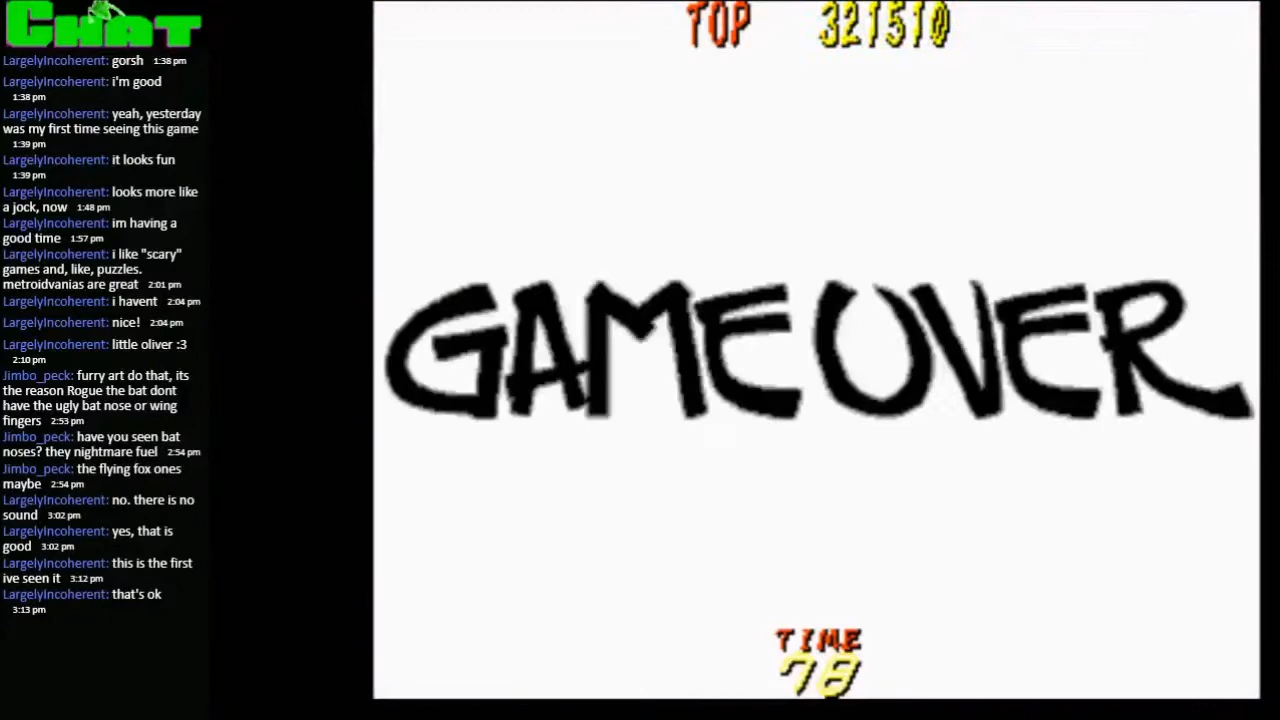 CHAT
LargelyIncoherent: gorsh 1:38 pm
LargelyIncoherent: i'm good
1:38 pm
LargelyIncoherent: yeah, yesterday
was my first time seeing this game
1:39 pm
LargelyIncoherent: it looks fun
1:39 pm
LargelyIncoherent: looks more like
a jock, now 1:48 pm
LargelyIncoherent: im having a
good time 1:57 pm
LargelyIncoherent: i like "scary"
games and, like, puzzles.
metroidvanias are great 2:01 pm
LargelyIncoherent: i havent 2:04 pm
LargelyIncoherent: nice! 2:04 pm
LargelyIncoherent: little oliver :3
2:10 pm
Jimbo_peck: furry art do that, its
the reason Rogue the bat dont
have the ugly bat nose or wing
fingers 2:53 pm
Jimbo_peck: have you seen bat
noses? they nightmare fuel 2:54 pm
Jimbo_peck: the flying fox ones
maybe 2:54 pm
LargelyIncoherent: no. there is no
sound 3:02 pm
LargelyIncoherent: yes, that is
good 3:02 pm
LargelyIncoherent: this is the first
ive seen it 3:12 pm
LargelyIncoherent: that's ok
3:13 pm
TOP 321510
GAME OVER
TIME
78